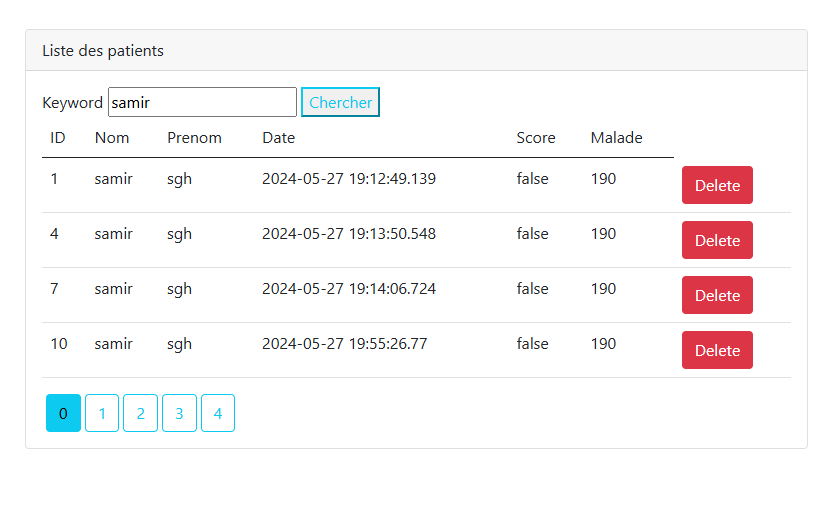 Liste des patients
Keyword samir Chercher
ID Nom Prenom Date Score Malade
1 samir sgh 2024-05-27 19:12:49.139 false 190 Delete
4 samir sgh 2024-05-27 19:13:50.548 false 190 Delete
7 samir sgh 2024-05-27 19:14:06.724 false 190 Delete
10 samir sgh 2024-05-27 19:55:26.77 false 190 Delete
0 1 2 3 4